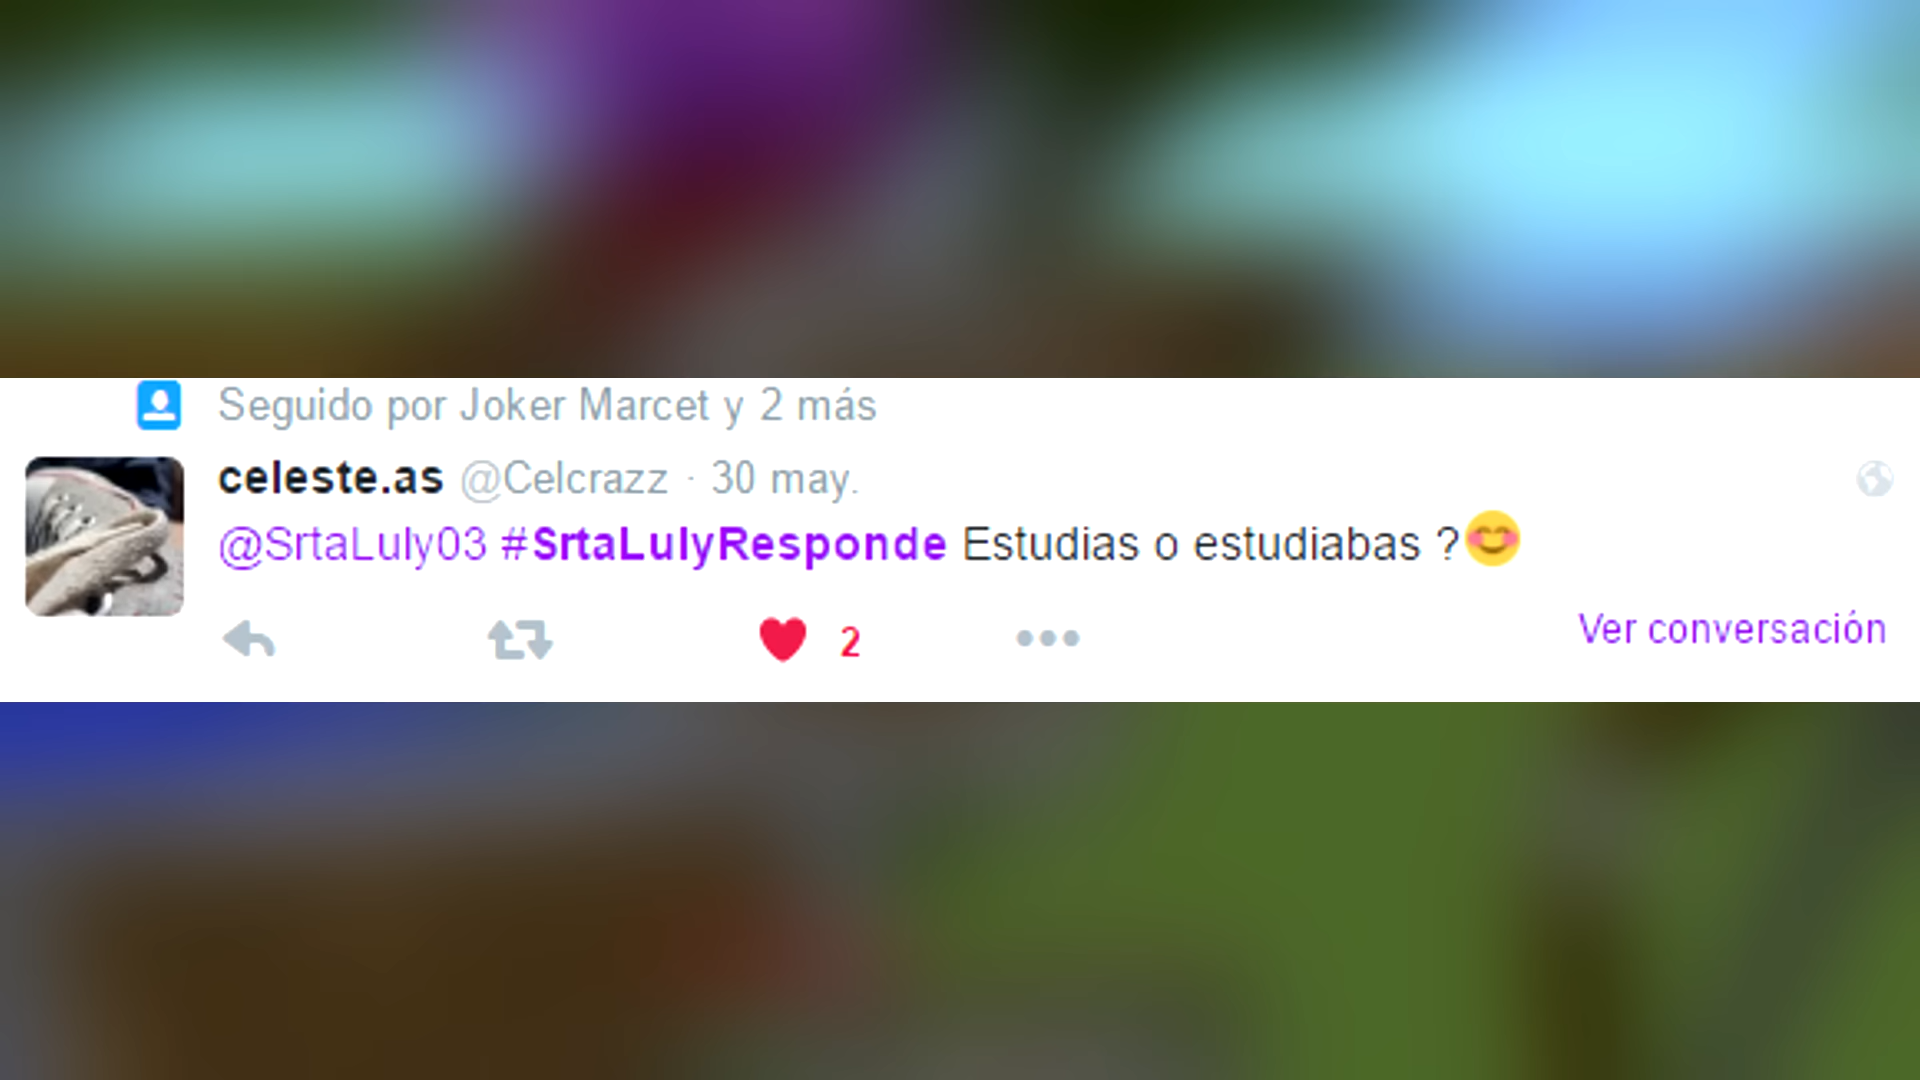 Seguido por Joker Marcet y 2 más
celeste.as @Celcrazz · 30 may.
@SrtaLuly03 #SrtaLulyResponde Estudias o estudiabas ?😊
2
Ver conversación